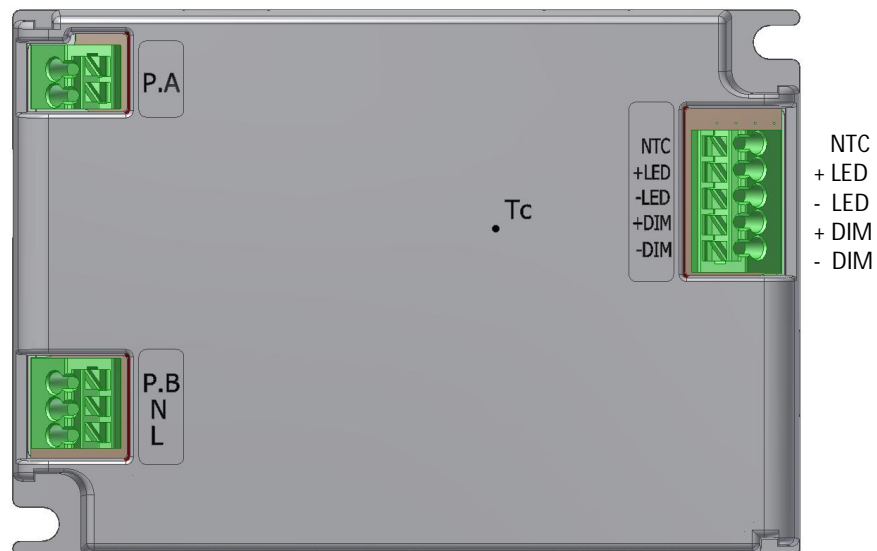 P.A
NTC
+LED
-LED
+DIM
-DIM
NTC
+ LED
- LED
+ DIM
- DIM
Tc
P.B
N
L